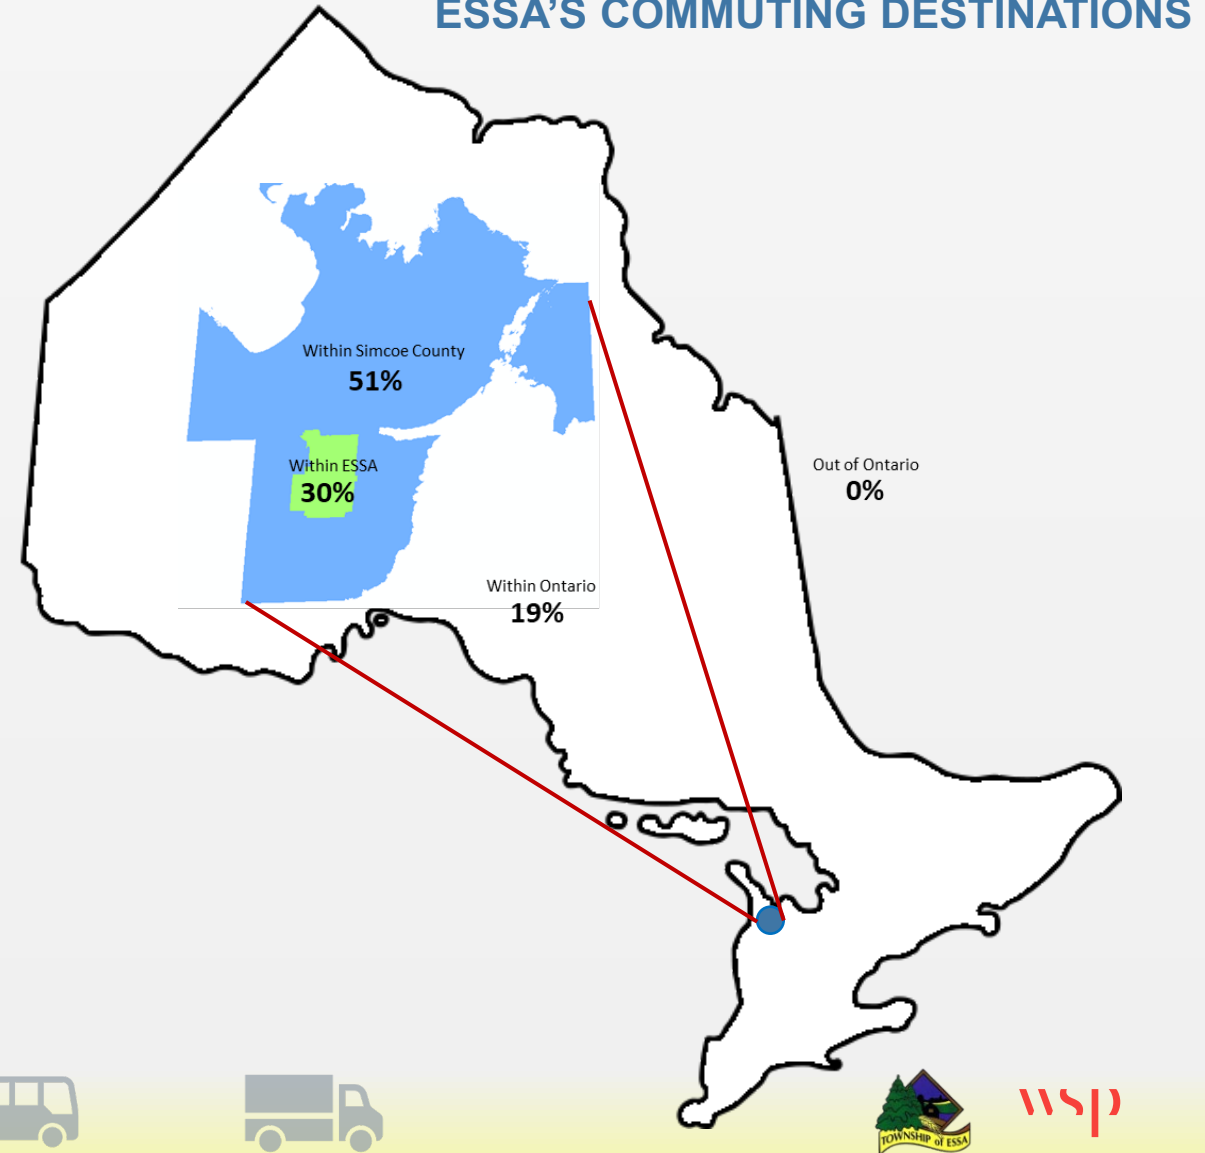 ESSA'S COMMUTING DESTINATIONS
Within Simcoe County
51%
Within ESSA
30%
Out of Ontario
0%
Within Ontario
19%
TOWNSHIP of ESSA
wsp